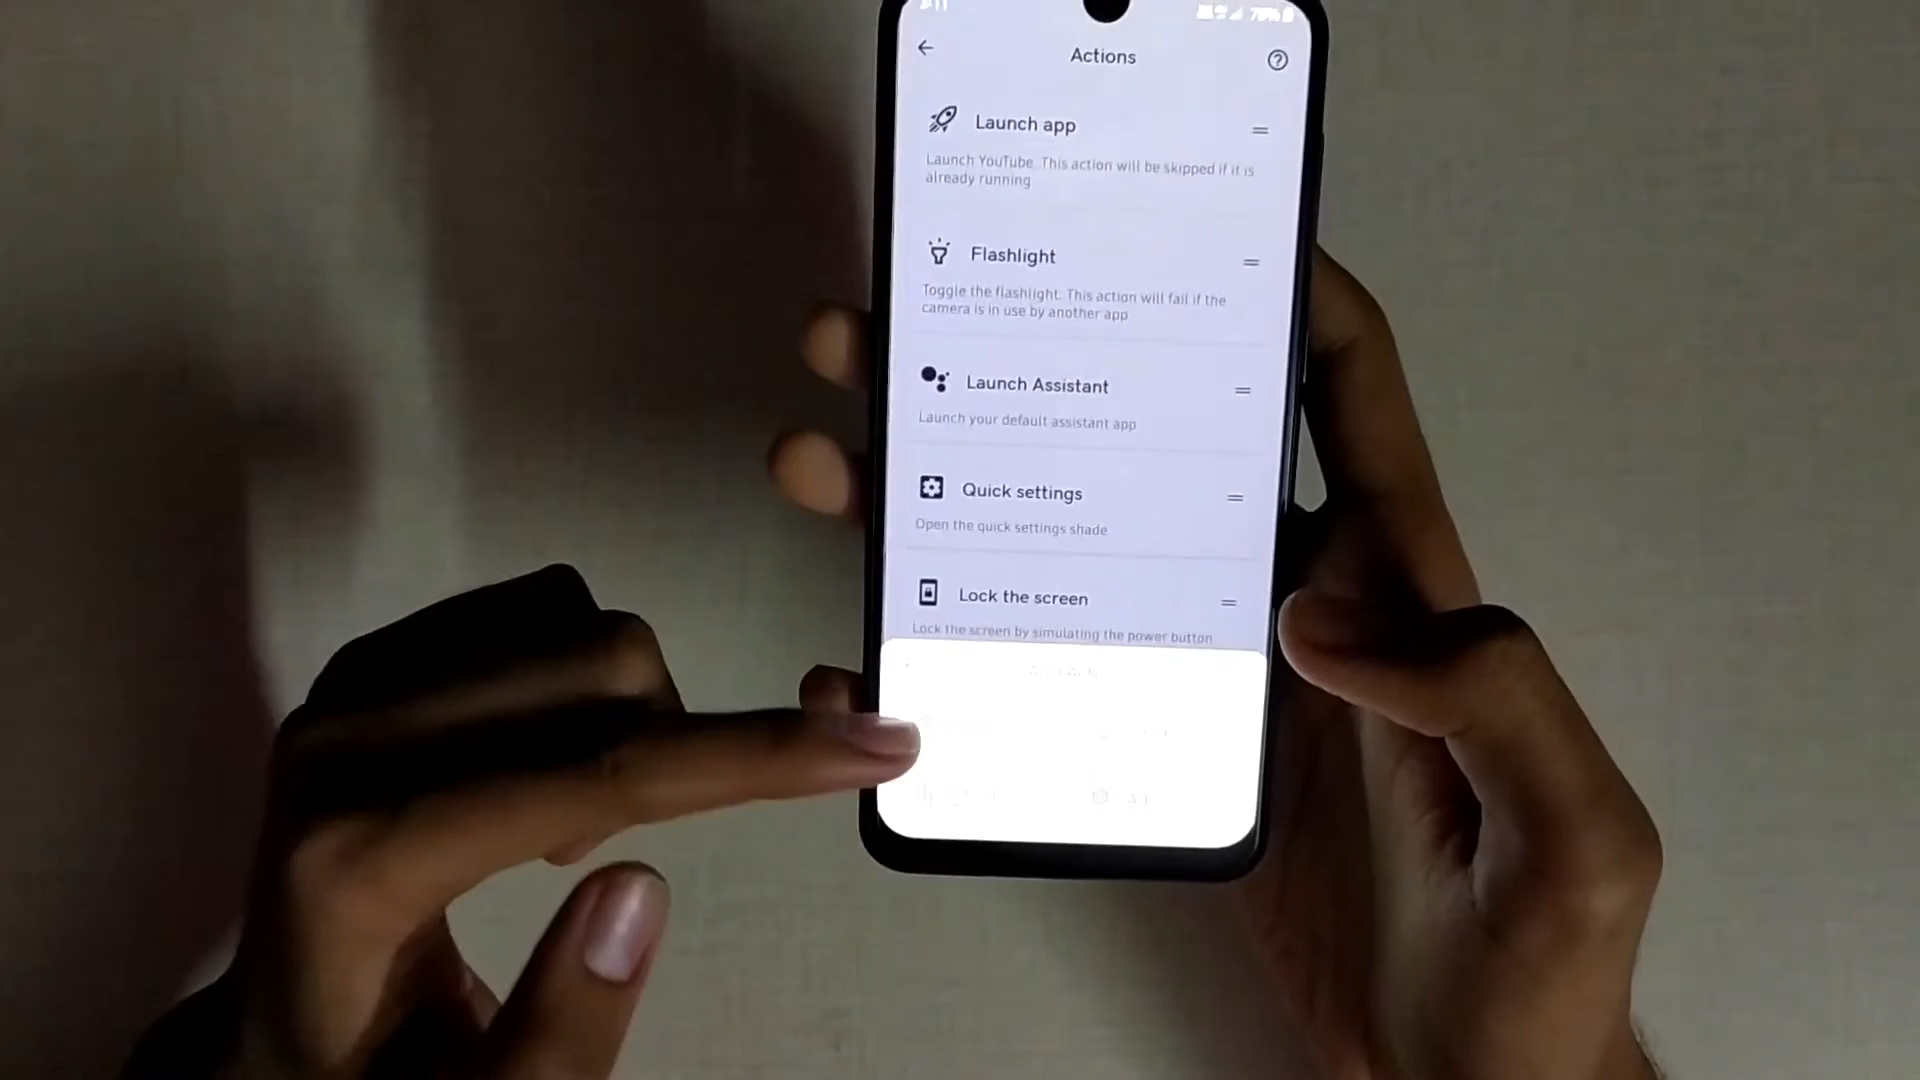 Actions
Launch app
Launch YouTube. This action will be skipped if it is
already running
Flashlight
Toggle the flashlight. This action will fail if the
camera is in use by another app
Launch Assistant
Launch your default assistant app
Quick settings
Open the quick settings shade
Lock the screen
Lock the screen by simulating the power button